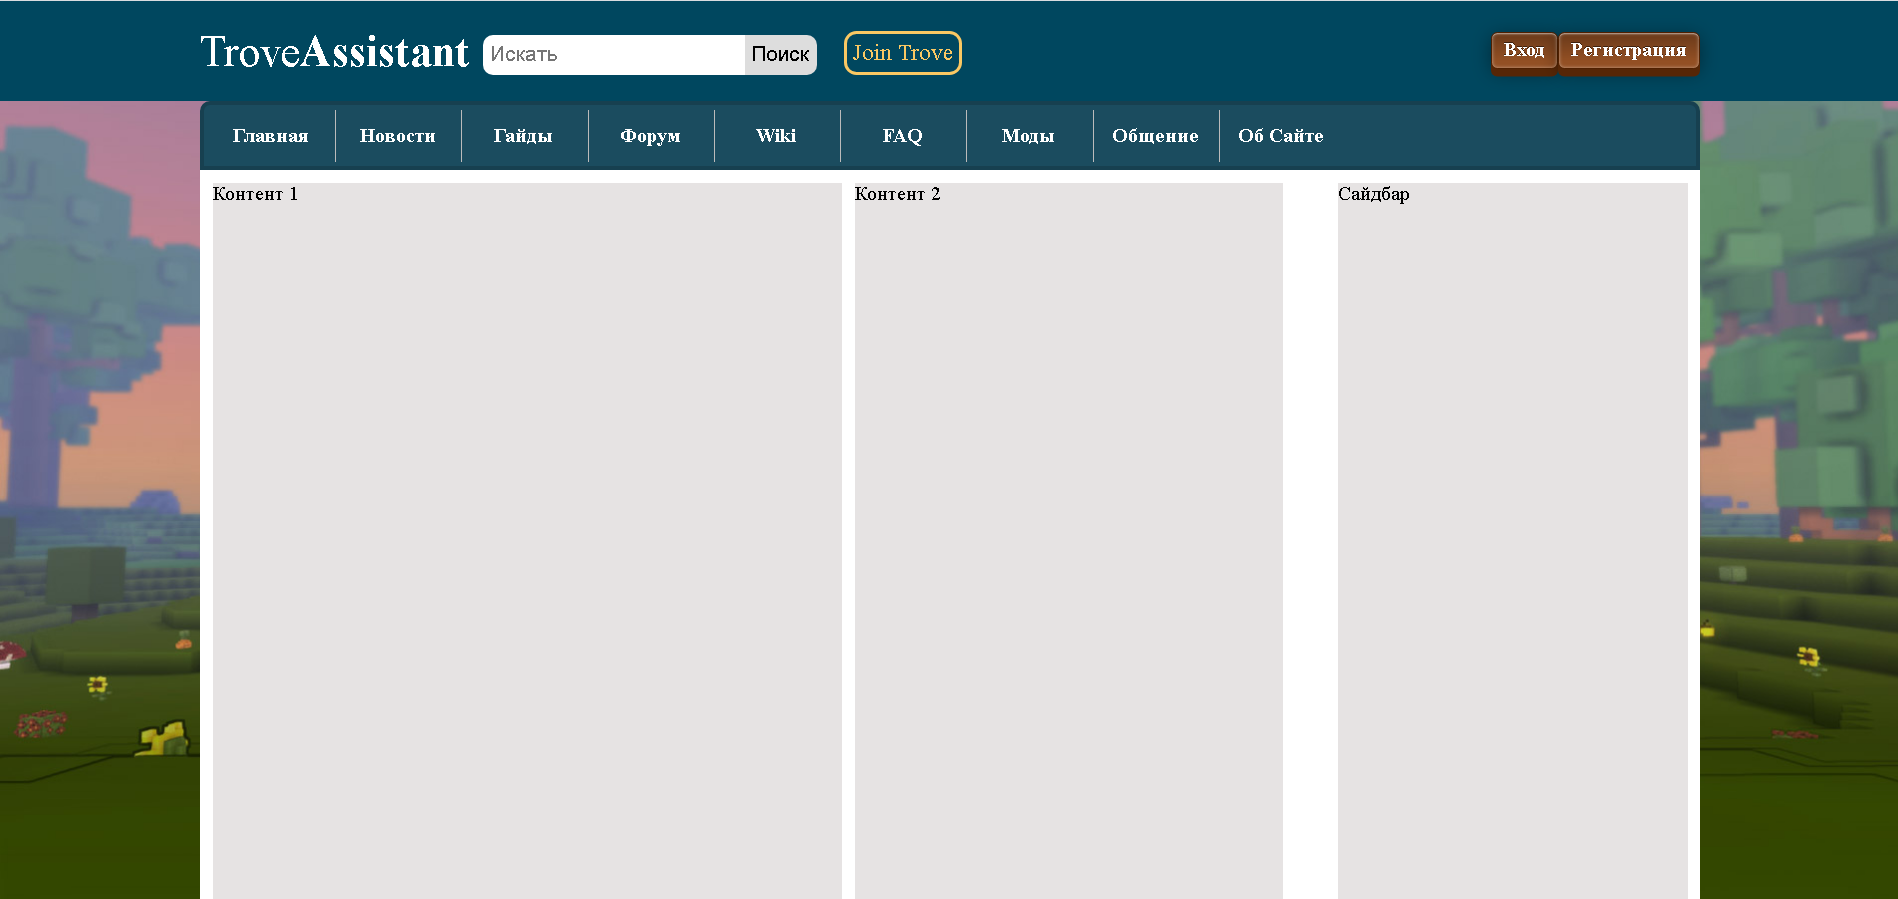 TroveAssistant Искать Поиск Join Trove Вход Регистрация
Главная Новости Гайды Форум Wiki FAQ Моды Общение Об Сайте
Контент 1 Контент 2 Сайдбар